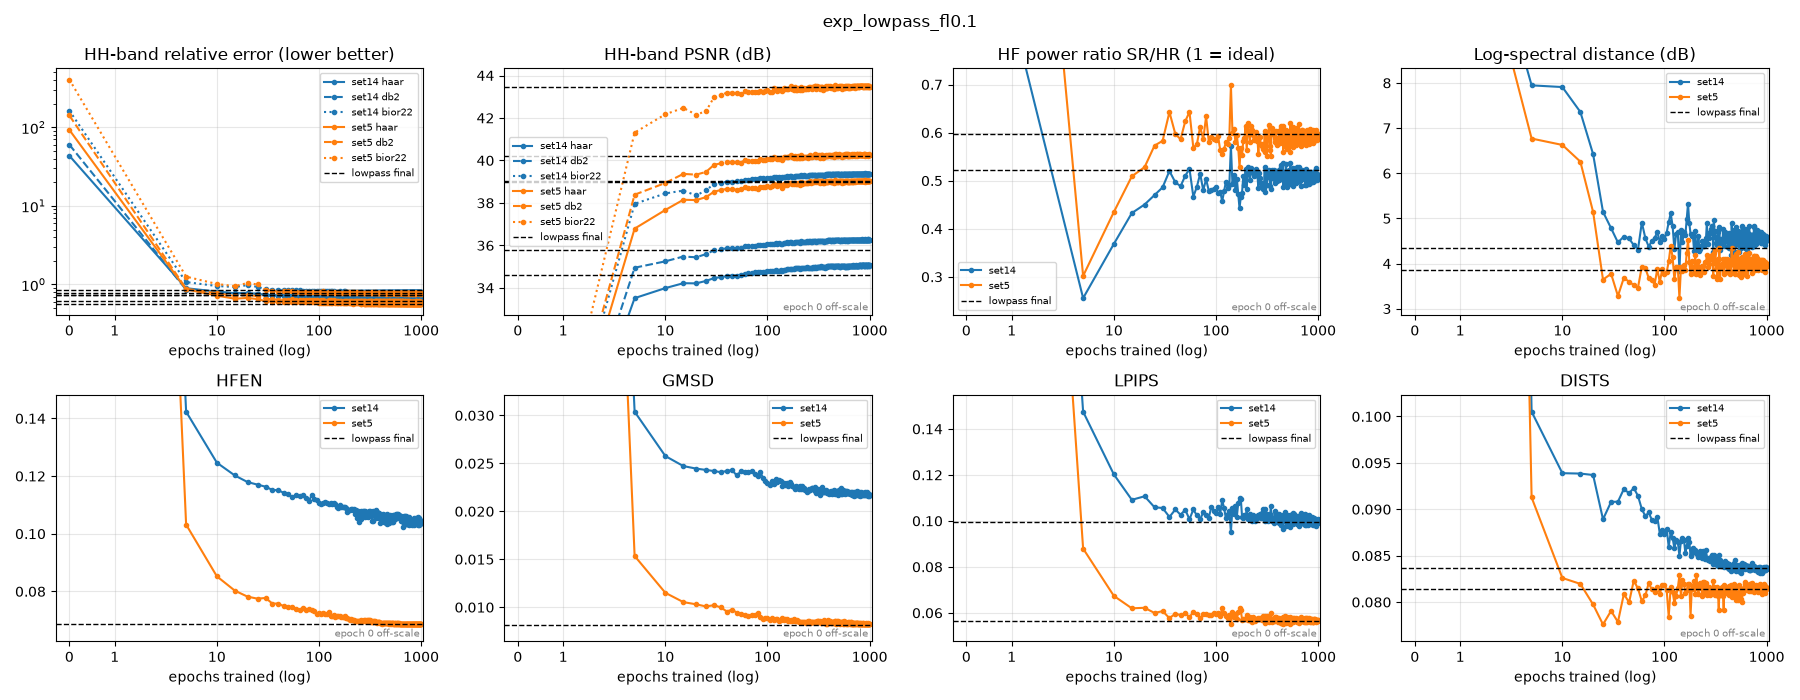 exp_lowpass_fl0.1
HH-band relative error (lower better)
10²
10¹
10⁰
set14 haar
set14 db2
set14 bior22
set5 haar
set5 db2
set5 bior22
lowpass final
0
1
10
100
1000
epochs trained (log)
HH-band PSNR (dB)
44
42
40
38
36
34
set14 haar
set14 db2
set14 bior22
set5 haar
set5 db2
set5 bior22
lowpass final
epoch 0 off-scale
0
1
10
100
1000
epochs trained (log)
HF power ratio SR/HR (1 = ideal)
0.7
0.6
0.5
0.4
0.3
set14
set5
lowpass final
epoch 0 off-scale
0
1
10
100
1000
epochs trained (log)
Log-spectral distance (dB)
8
7
6
5
4
3
set14
set5
lowpass final
epoch 0 off-scale
0
1
10
100
1000
epochs trained (log)
HFEN
0.14
0.12
0.10
0.08
set14
set5
lowpass final
epoch 0 off-scale
0
1
10
100
1000
epochs trained (log)
GMSD
0.030
0.025
0.020
0.015
0.010
set14
set5
lowpass final
epoch 0 off-scale
0
1
10
100
1000
epochs trained (log)
LPIPS
0.14
0.12
0.10
0.08
0.06
set14
set5
lowpass final
epoch 0 off-scale
0
1
10
100
1000
epochs trained (log)
DISTS
0.100
0.095
0.090
0.085
0.080
set14
set5
lowpass final
epoch 0 off-scale
0
1
10
100
1000
epochs trained (log)